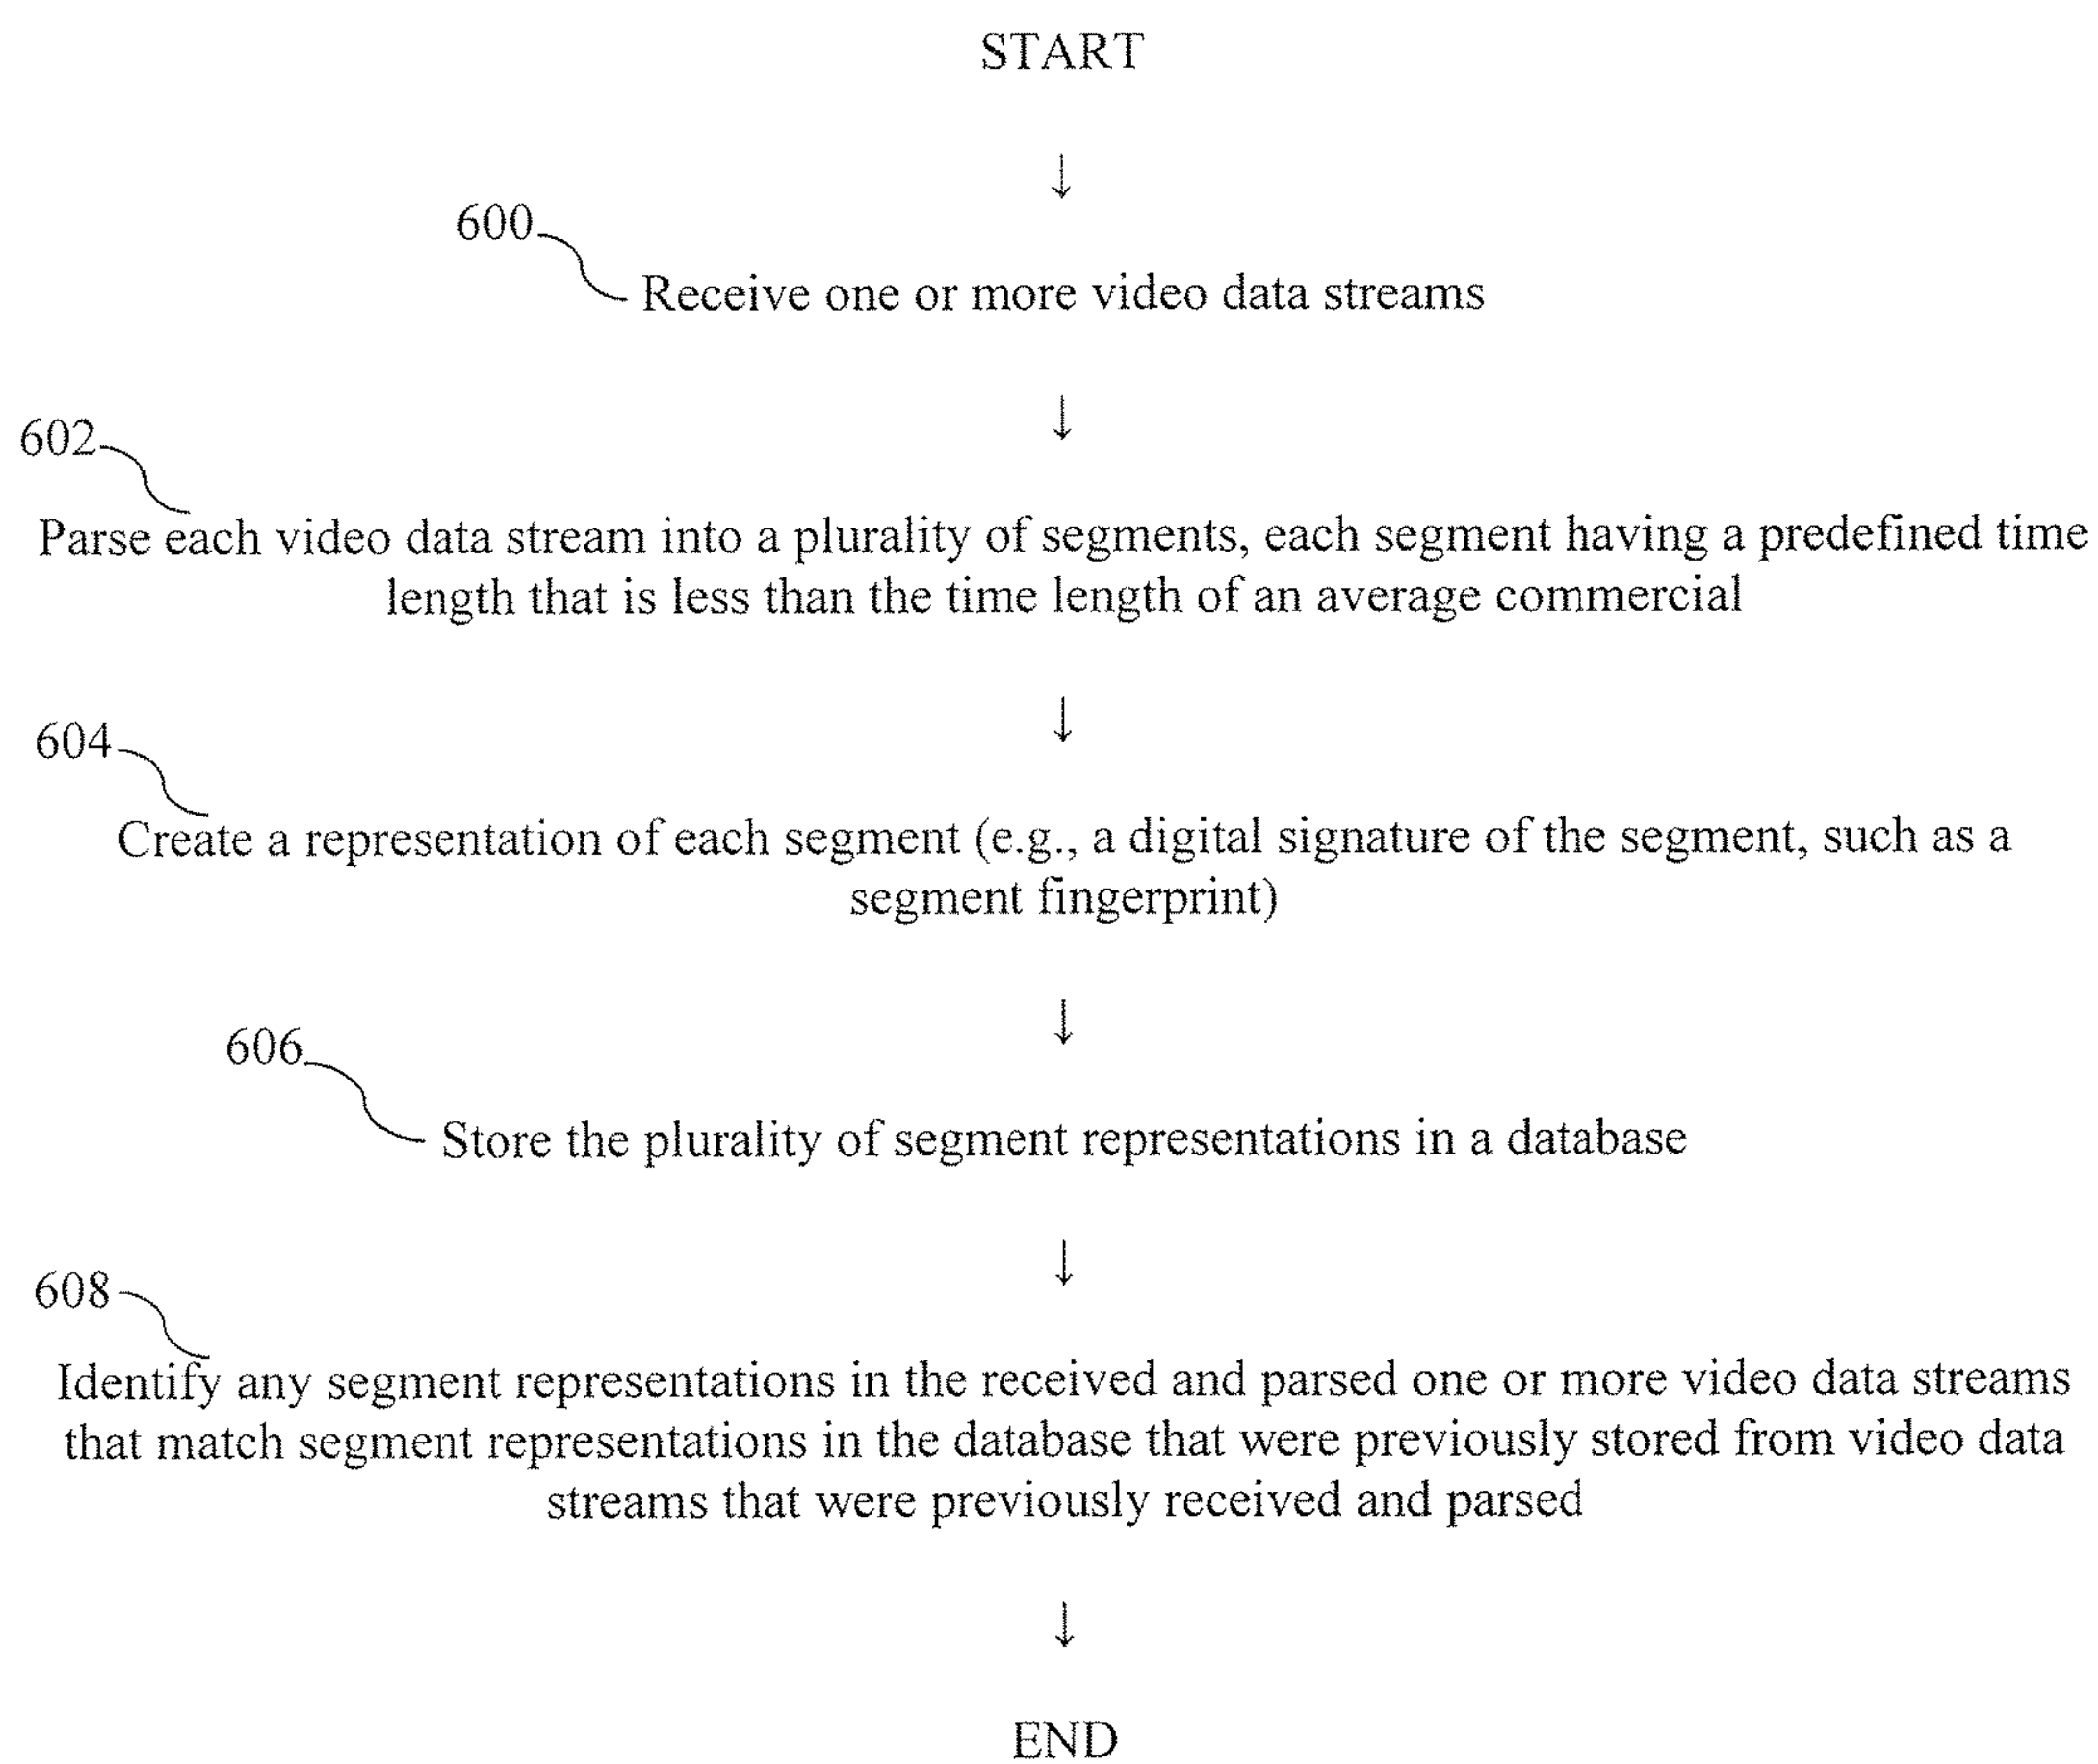 START
↓
600
Receive one or more video data streams
↓
602
Parse each video data stream into a plurality of segments, each segment having a predefined time
length that is less than the time length of an average commercial
↓
604
Create a representation of each segment (e.g., a digital signature of the segment, such as a
segment fingerprint)
↓
606
Store the plurality of segment representations in a database
↓
608
Identify any segment representations in the received and parsed one or more video data streams
that match segment representations in the database that were previously stored from video data
streams that were previously received and parsed
↓
END